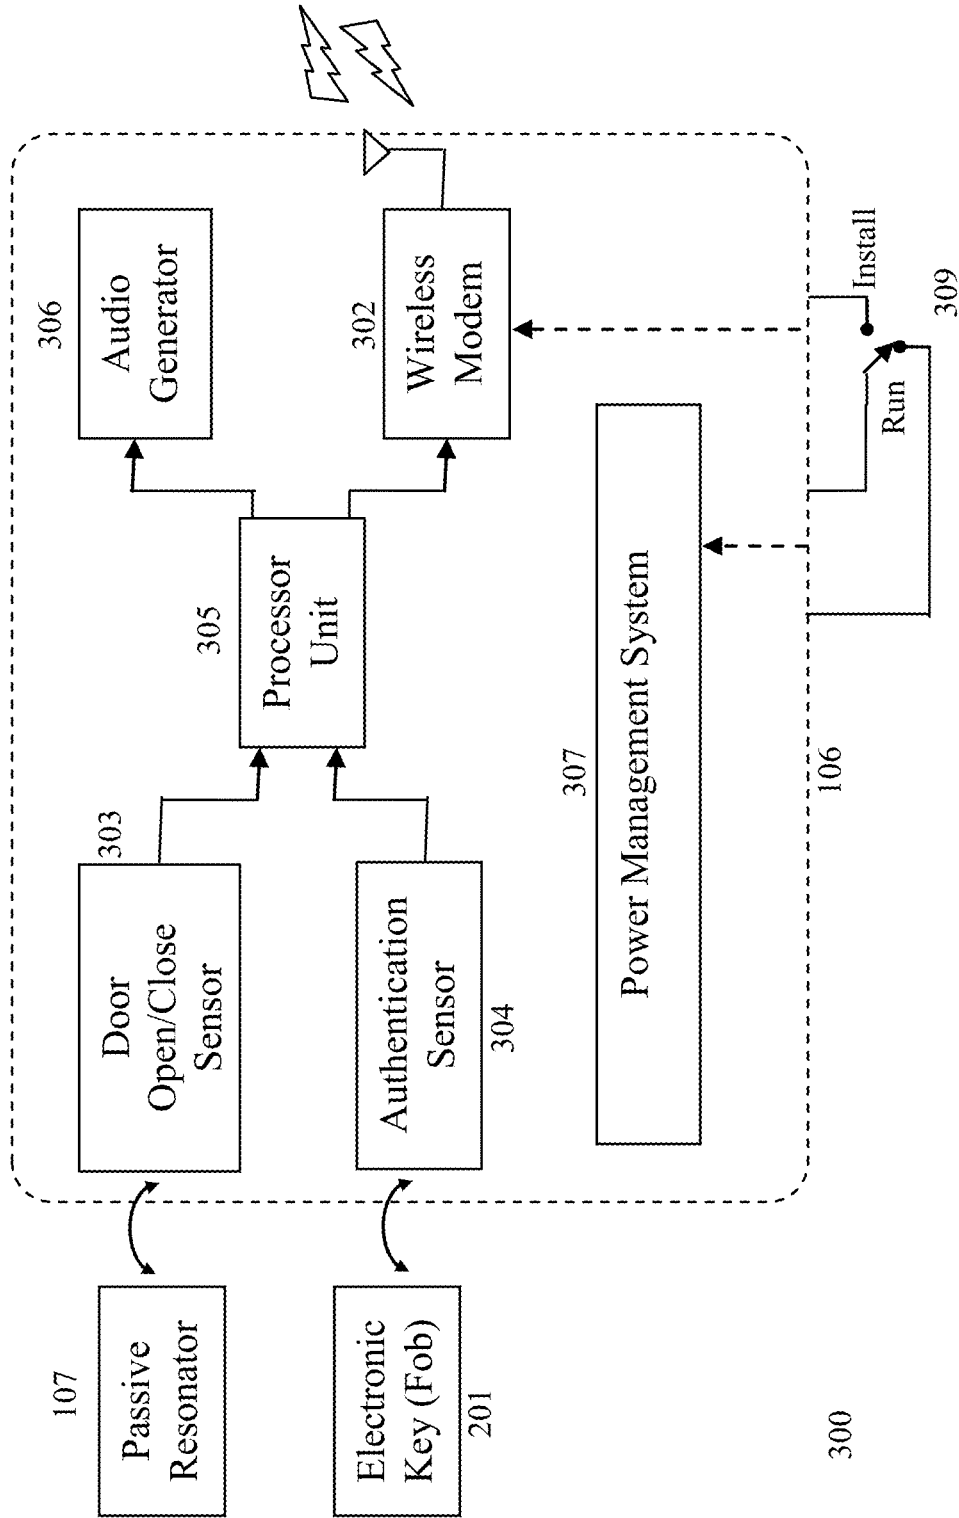 107
Passive
Resonator
Electronic
Key (Fob)
201
303
Door
Open/Close
Sensor
Authentication
Sensor
304
305
Processor
Unit
306
Audio
Generator
302
Wireless
Modem
307
Power Management System
106
Run
Install
309
300